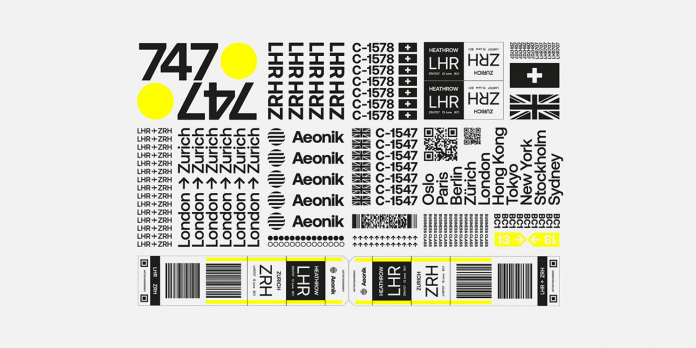 747
747
LHR
ZRH
LHR
ZRH
LHR
ZRH
LHR
ZRH
C-1578
C-1578
C-1578
C-1578
C-1578
C-1578
C-1578
HEATHROW
LHR
ZURICH
ZRH
HEATHROW
LHR
ZURICH
ZRH
LHR→ZRH
LHR→ZRH
LHR→ZRH
LHR→ZRH
LHR→ZRH
LHR→ZRH
LHR→ZRH
LHR→ZRH
LHR→ZRH
LHR→ZRH
LHR→ZRH
LHR→ZRH
LHR→ZRH
LHR→ZRH
London → Zurich
London → Zurich
London → Zurich
London → Zurich
London → Zurich
Aeonik
Aeonik
Aeonik
Aeonik
Aeonik
C-1547
C-1547
C-1547
C-1547
C-1547
C-1547
C-1547
Oslo
Paris
Berlin
Zürich
London
Hong Kong
Tokyo
New York
Stockholm
Sydney
13
13
LHR
ZRH
ZURICH
ZRH
HEATHROW
LHR
Aeonik
Aeonik
HEATHROW
LHR
ZURICH
ZRH